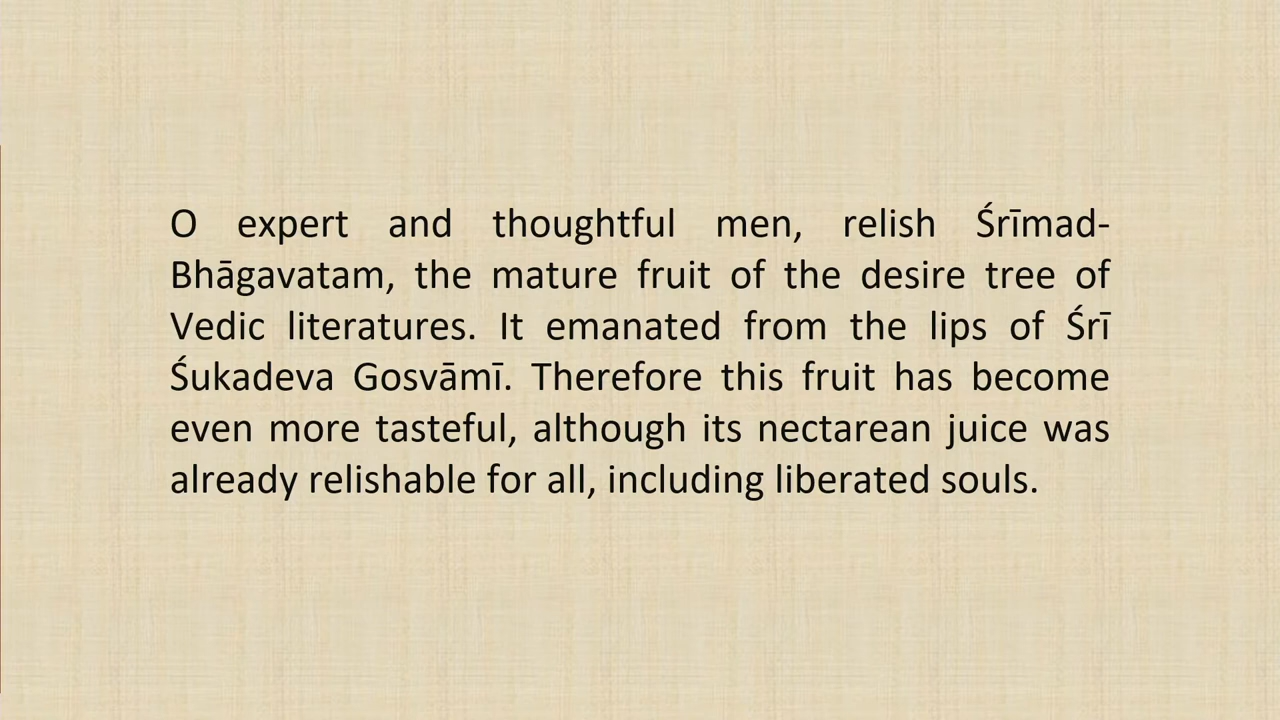 O expert and thoughtful men, relish Śrīmad-
Bhāgavatam, the mature fruit of the desire tree of
Vedic literatures. It emanated from the lips of Śrī
Śukadeva Gosvāmī. Therefore this fruit has become
even more tasteful, although its nectarean juice was
already relishable for all, including liberated souls.